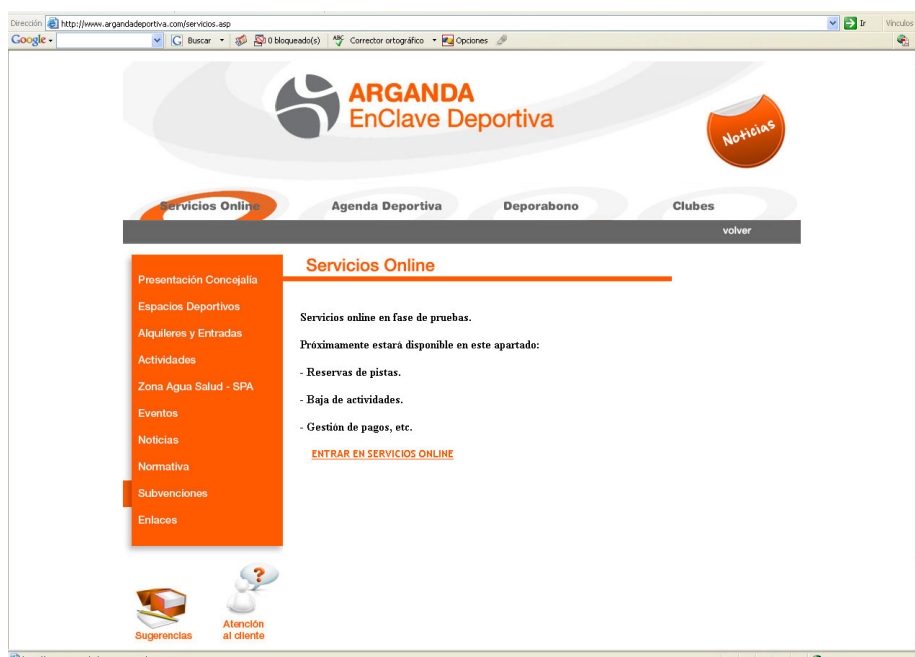 Dirección http://www.argandadeportiva.com/servicios.asp Ir Vínculos
Google Buscar 0 bloqueado(s) Corrector ortográfico Opciones
ARGANDA
EnClave Deportiva
Noticias
Servicios Online Agenda Deportiva Deporabono Clubes
volver
Servicios Online
Presentación Concejalía
Espacios Deportivos
Alquileres y Entradas
Actividades
Zona Agua Salud - SPA
Eventos
Noticias
Normativa
Subvenciones
Enlaces
Servicios online en fase de pruebas.
Próximamente estará disponible en este apartado:
- Reservas de pistas.
- Baja de actividades.
- Gestión de pagos, etc.
ENTRAR EN SERVICIOS ONLINE
Sugerencias
Atención
al cliente